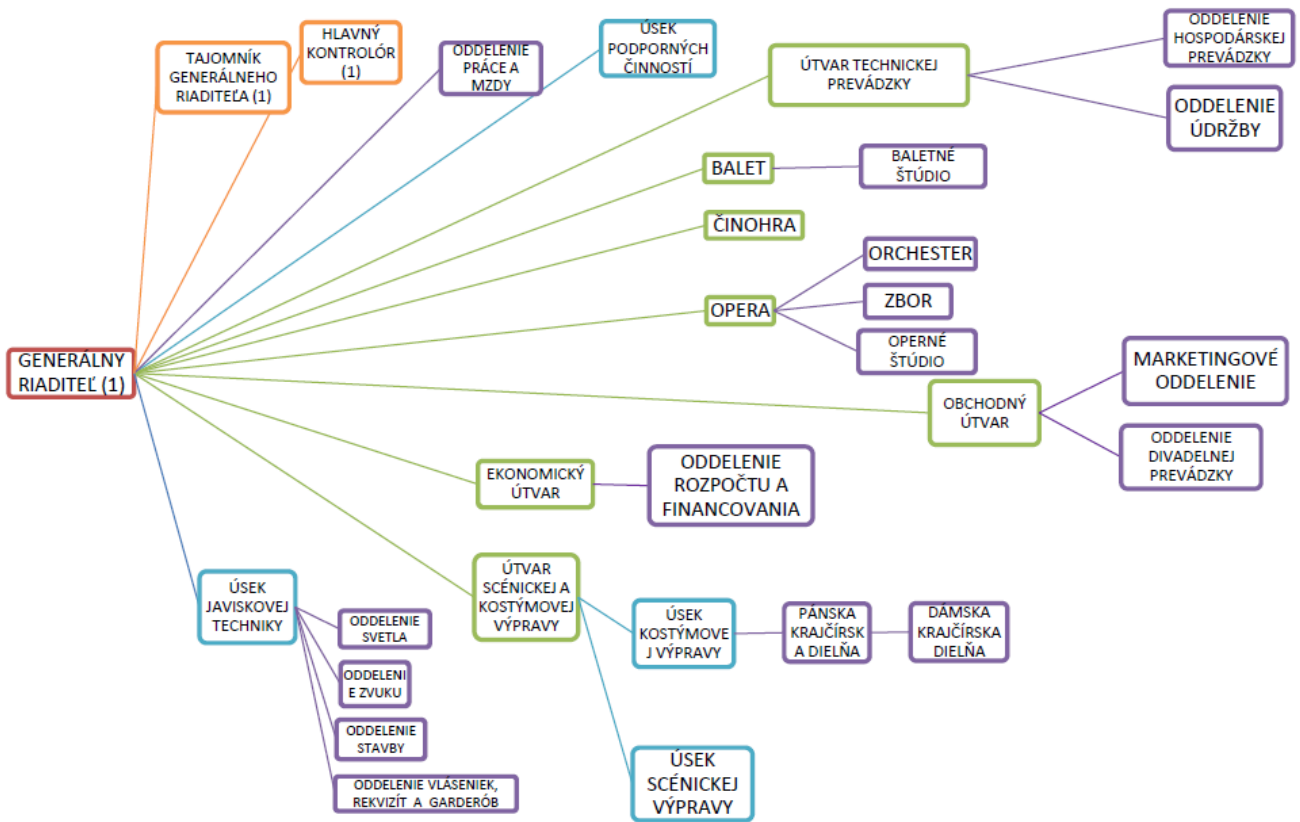 TAJOMNÍK
GENERÁLNEHO
RIADITEĽA (1)
HLAVNÝ
KONTROLÓR
(1)
ODDELENIE
PRÁCE A
MZDY
ÚSEK
PODPORNÝCH
ČINNOSTÍ
ÚTVAR TECHNICKEJ
PREVÁDZKY
ODDELENIE
HOSPODÁRSKEJ
PREVÁDZKY
ODDELENIE
ÚDRŽBY
BALET
BALETNÉ
ŠTÚDIO
ČINOHRA
OPERA
ORCHESTER
ZBOR
OPERNÉ
ŠTÚDIO
GENERÁLNY
RIADITEĽ (1)
OBCHODNÝ
ÚTVAR
MARKETINGOVÉ
ODDELENIE
ODDELENIE
DIVADELNEJ
PREVÁDZKY
EKONOMICKÝ
ÚTVAR
ODDELENIE
ROZPOČTU A
FINANCOVANIA
ÚSEK
JAVISKOVEJ
TECHNIKY
ODDELENIE
SVETLA
ODDELENI
E ZVUKU
ODDELENIE
STAVBY
ODDELENIE VLÁSENIEK,
REKVIZÍT A GARDERÓB
ÚTVAR
SCÉNICKEJ A
KOSTÝMOVEJ
VÝPRAVY
ÚSEK
KOSTÝMOVE
J VÝPRAVY
PÁNSKA
KRAJČÍRSK
A DIELŇA
DÁMSKA
KRAJČÍRSKA
DIELŇA
ÚSEK
SCÉNICKEJ
VÝPRAVY